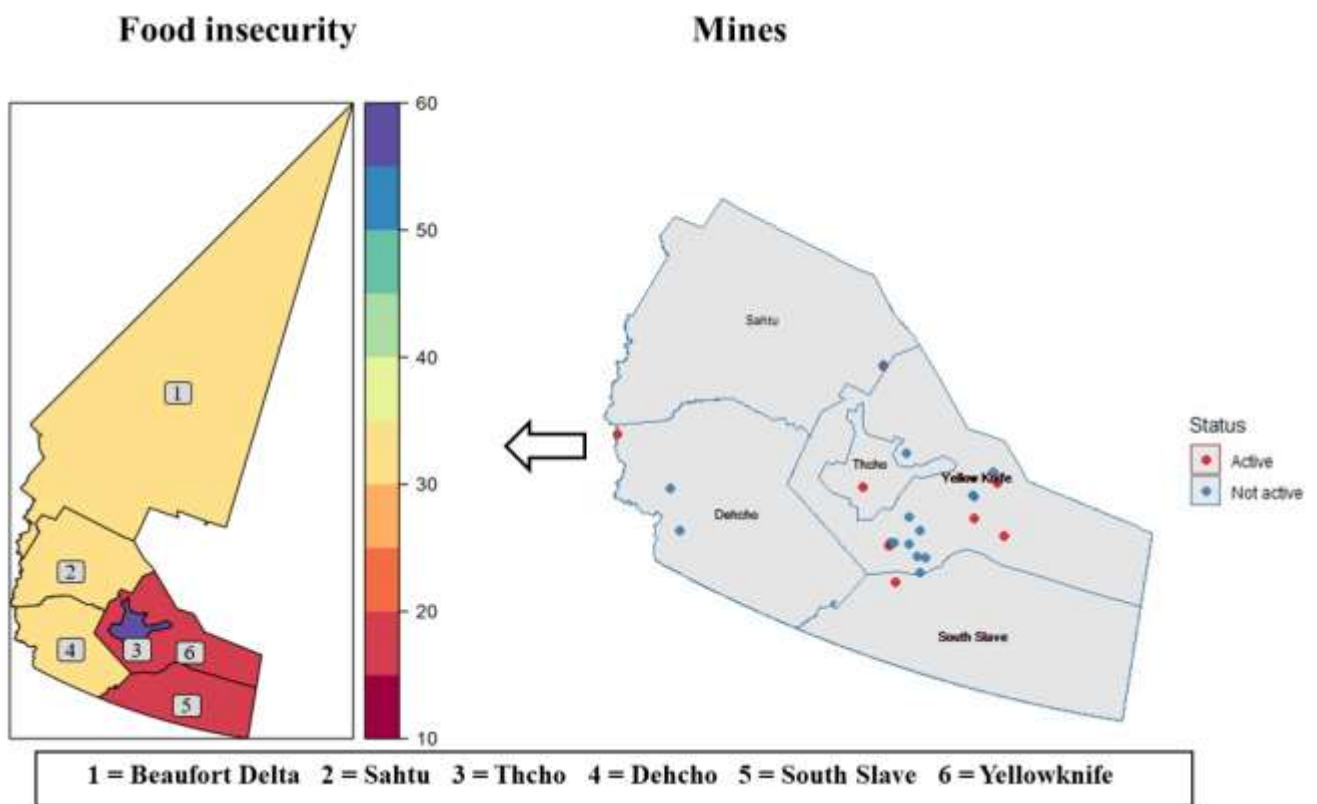 Food insecurity Mines
60
50
40
30
20
10
1
2
3
4
5
6
Sahtu
Thcho
Yellow Knife
Dehcho
South Slave
Status
Active
Not active
1 = Beaufort Delta 2 = Sahtu 3 = Thcho 4 = Dehcho 5 = South Slave 6 = Yellowknife